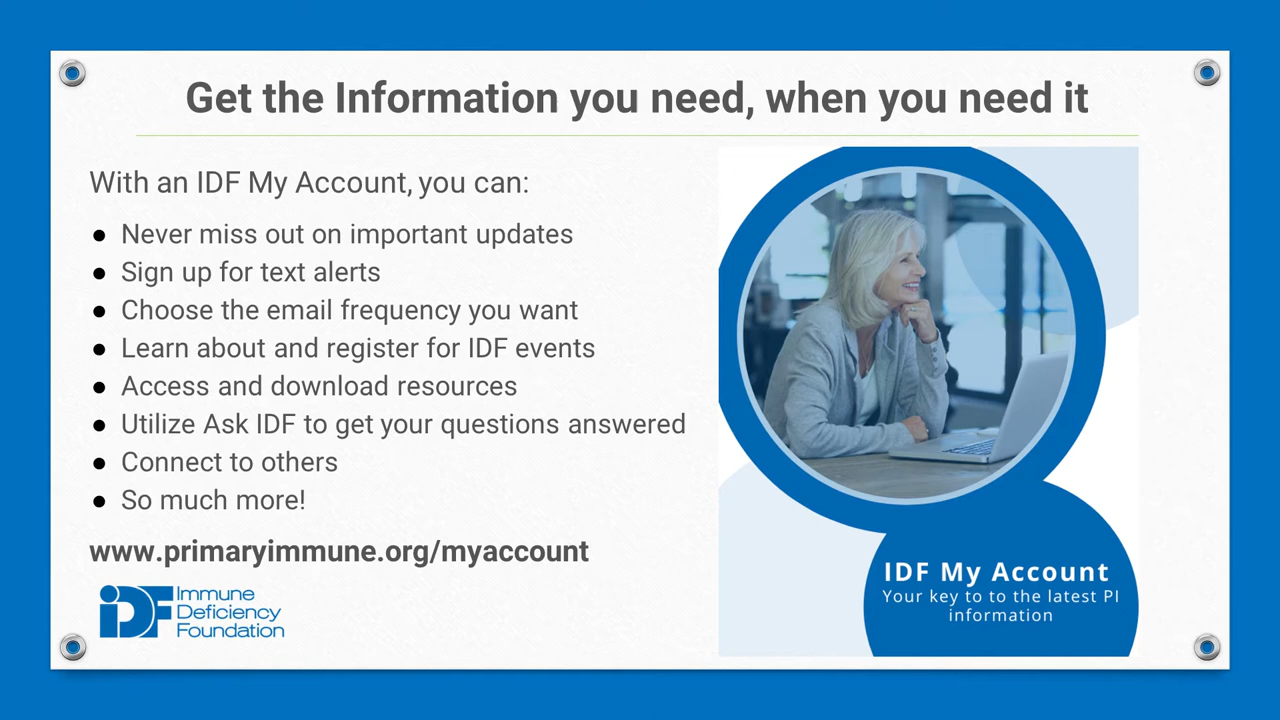 Get the Information you need, when you need it
With an IDF My Account, you can:
● Never miss out on important updates
● Sign up for text alerts
● Choose the email frequency you want
● Learn about and register for IDF events
● Access and download resources
● Utilize Ask IDF to get your questions answered
● Connect to others
● So much more!
www.primaryimmune.org/myaccount
IDF
Immune
Deficiency
Foundation
IDF My Account
Your key to to the latest PI
information